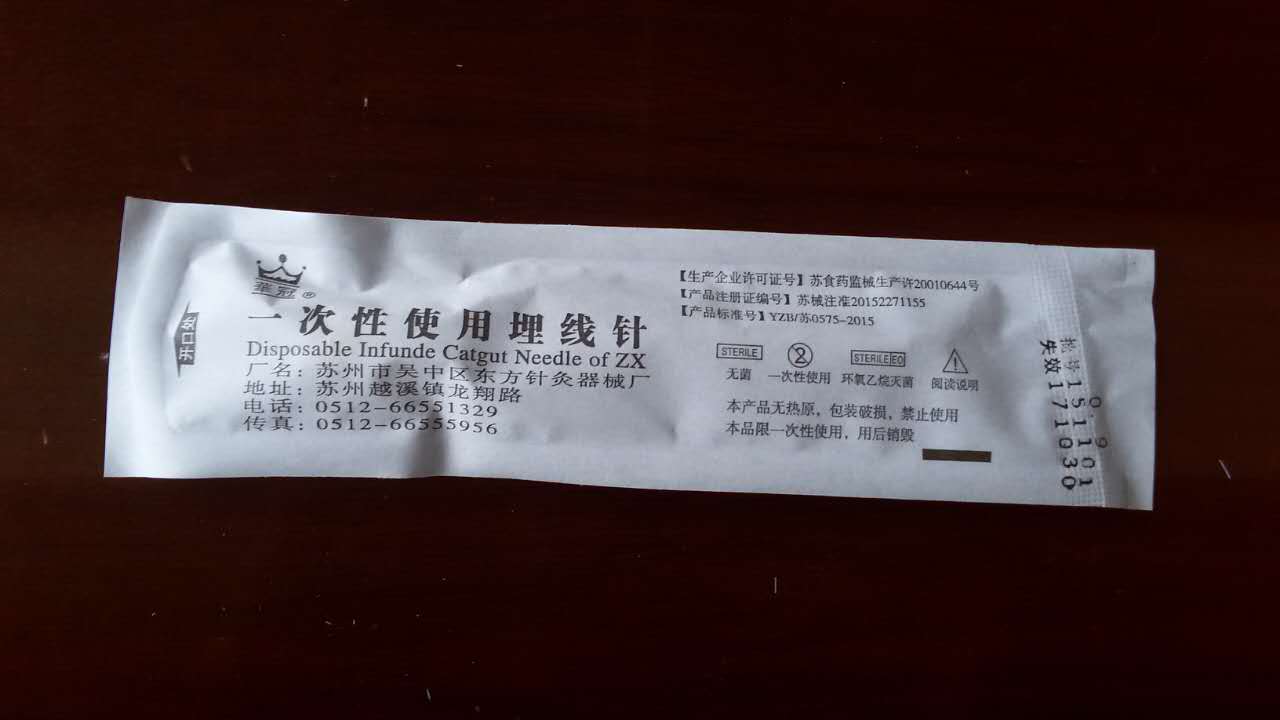 華冠®
开口处
一次性使用埋线针
Disposable Infunde Catgut Needle of ZX
厂名：苏州市吴中区东方针灸器械厂
地址：苏州越溪镇龙翔路
电话：0512-66551329
传真：0512-66555956
【生产企业许可证号】苏食药监械生产许20010644号
【产品注册证编号】苏械注准20152271155
【产品标准号】YZB/苏0575-2015
STERILE
2
STERILE EO
无菌 一次性使用 环氧乙烷灭菌 阅读说明
本产品无热原，包装破损，禁止使用
本品限一次性使用，用后销毁
0.9
批号151101
失效171030